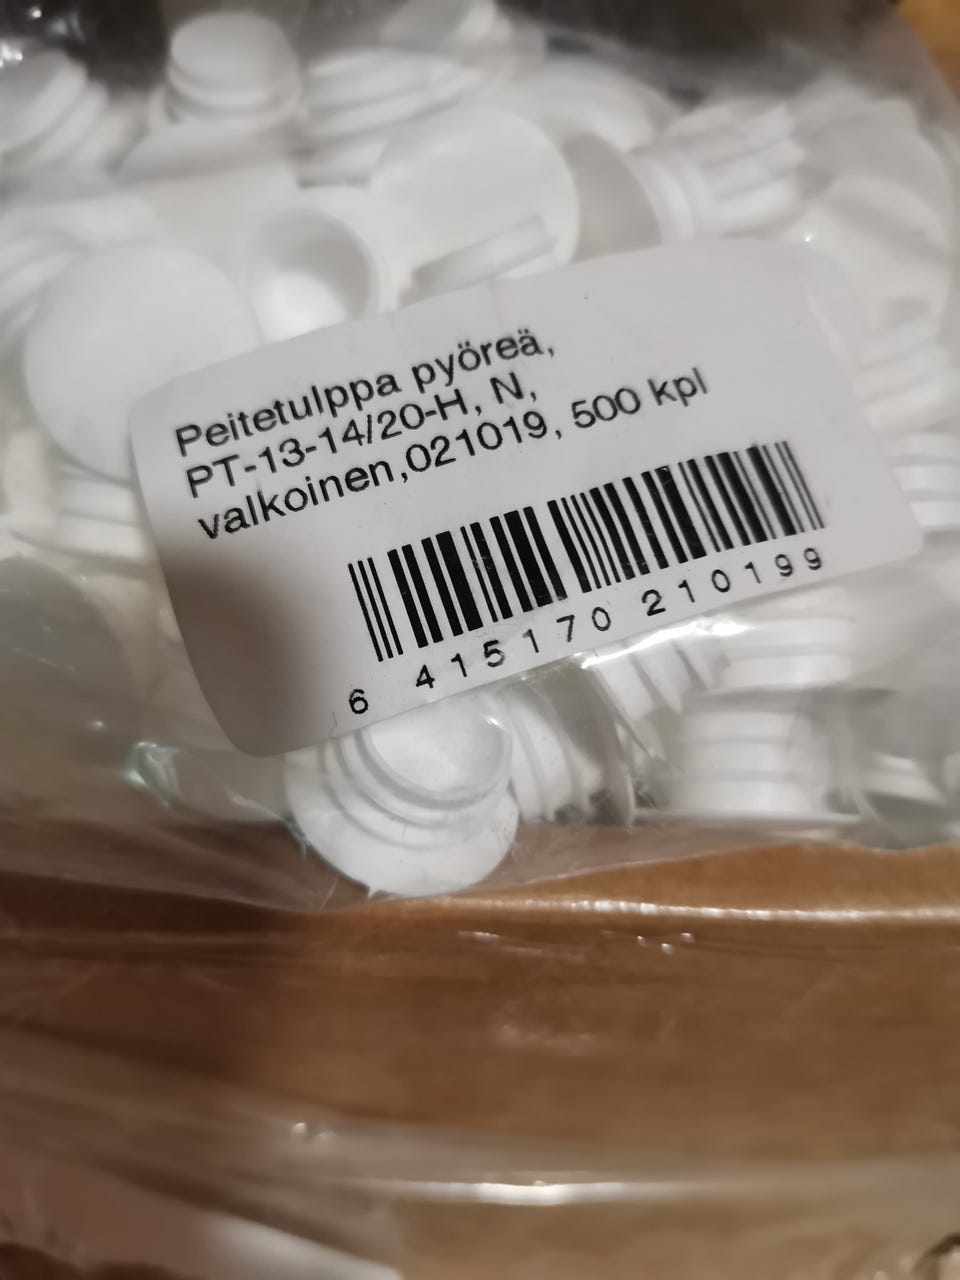 Peitetulppa pyöreä,
PT-13-14/20-H, N,
valkoinen,021019, 500 kpl
6 415170 210199